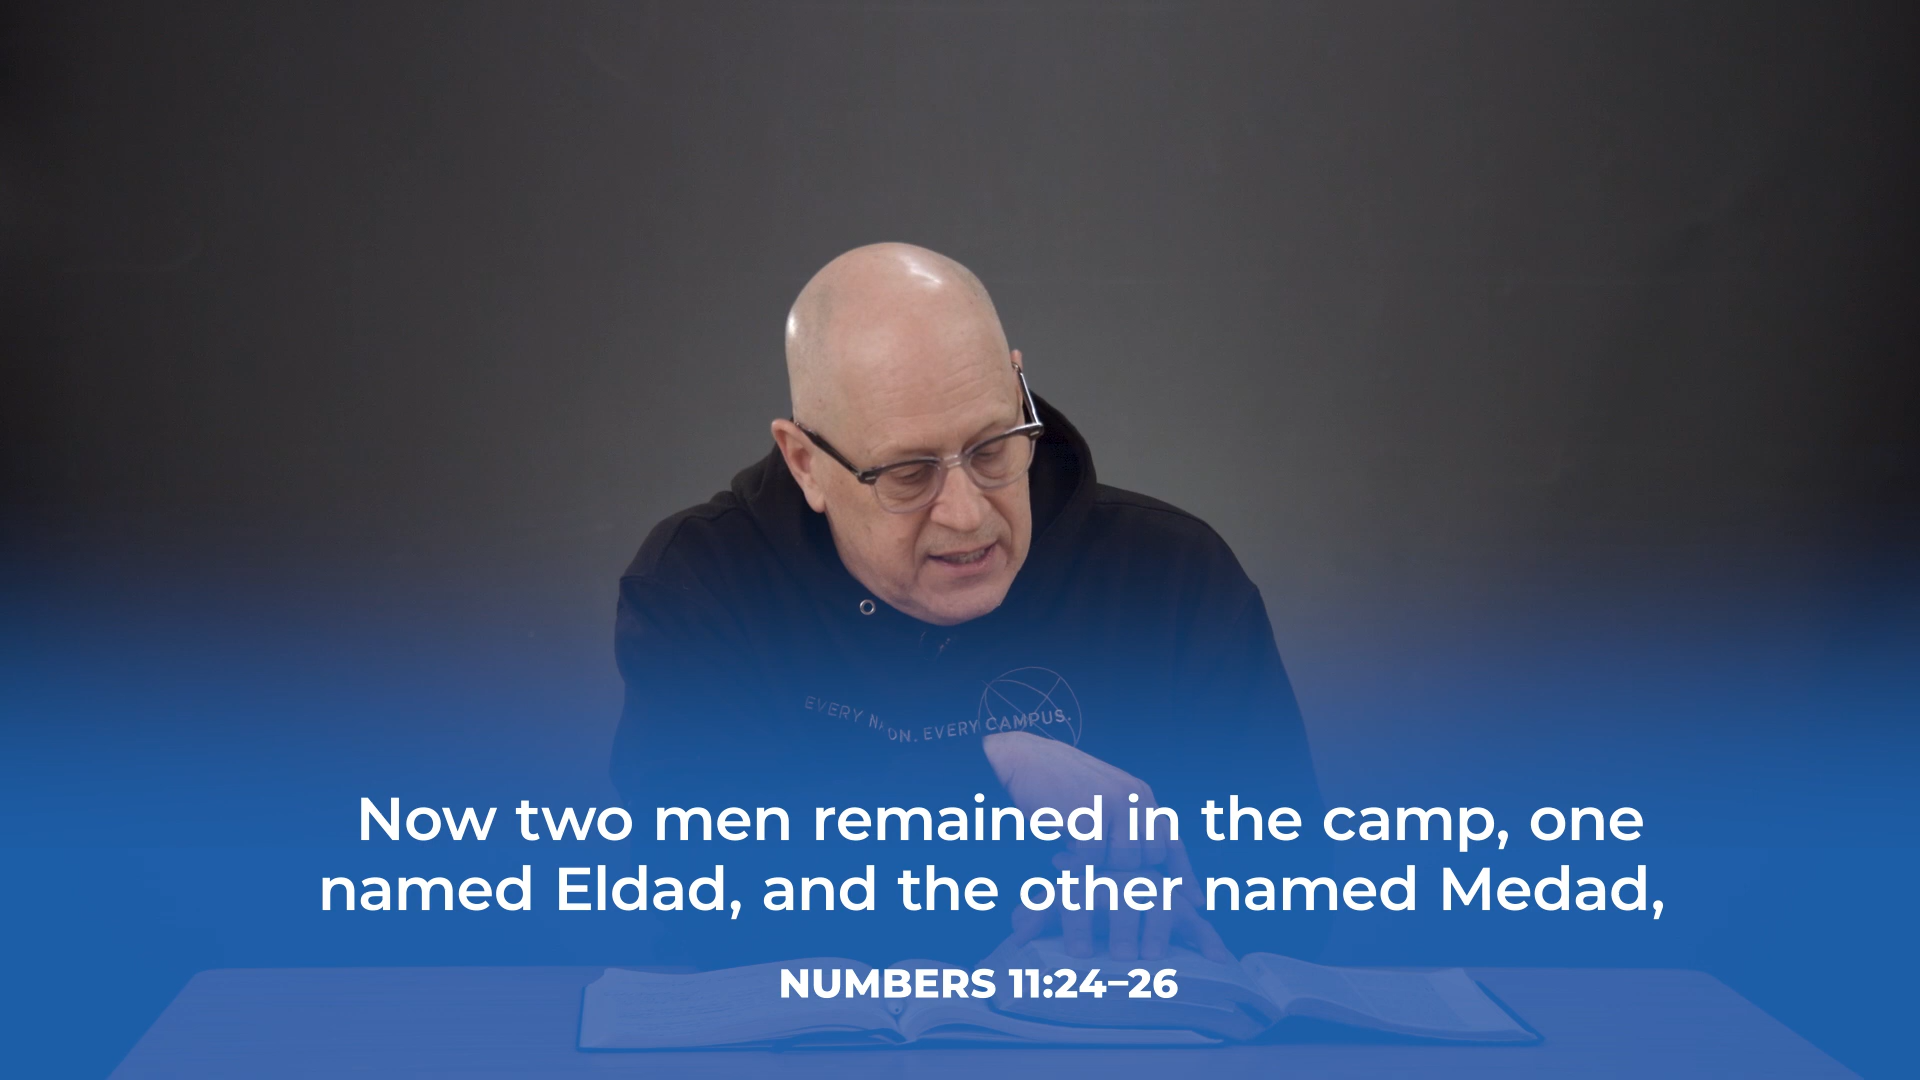 EVERY N ON. EVERY CAMPUS.
Now two men remained in the camp, one
named Eldad, and the other named Medad,
NUMBERS 11:24–26